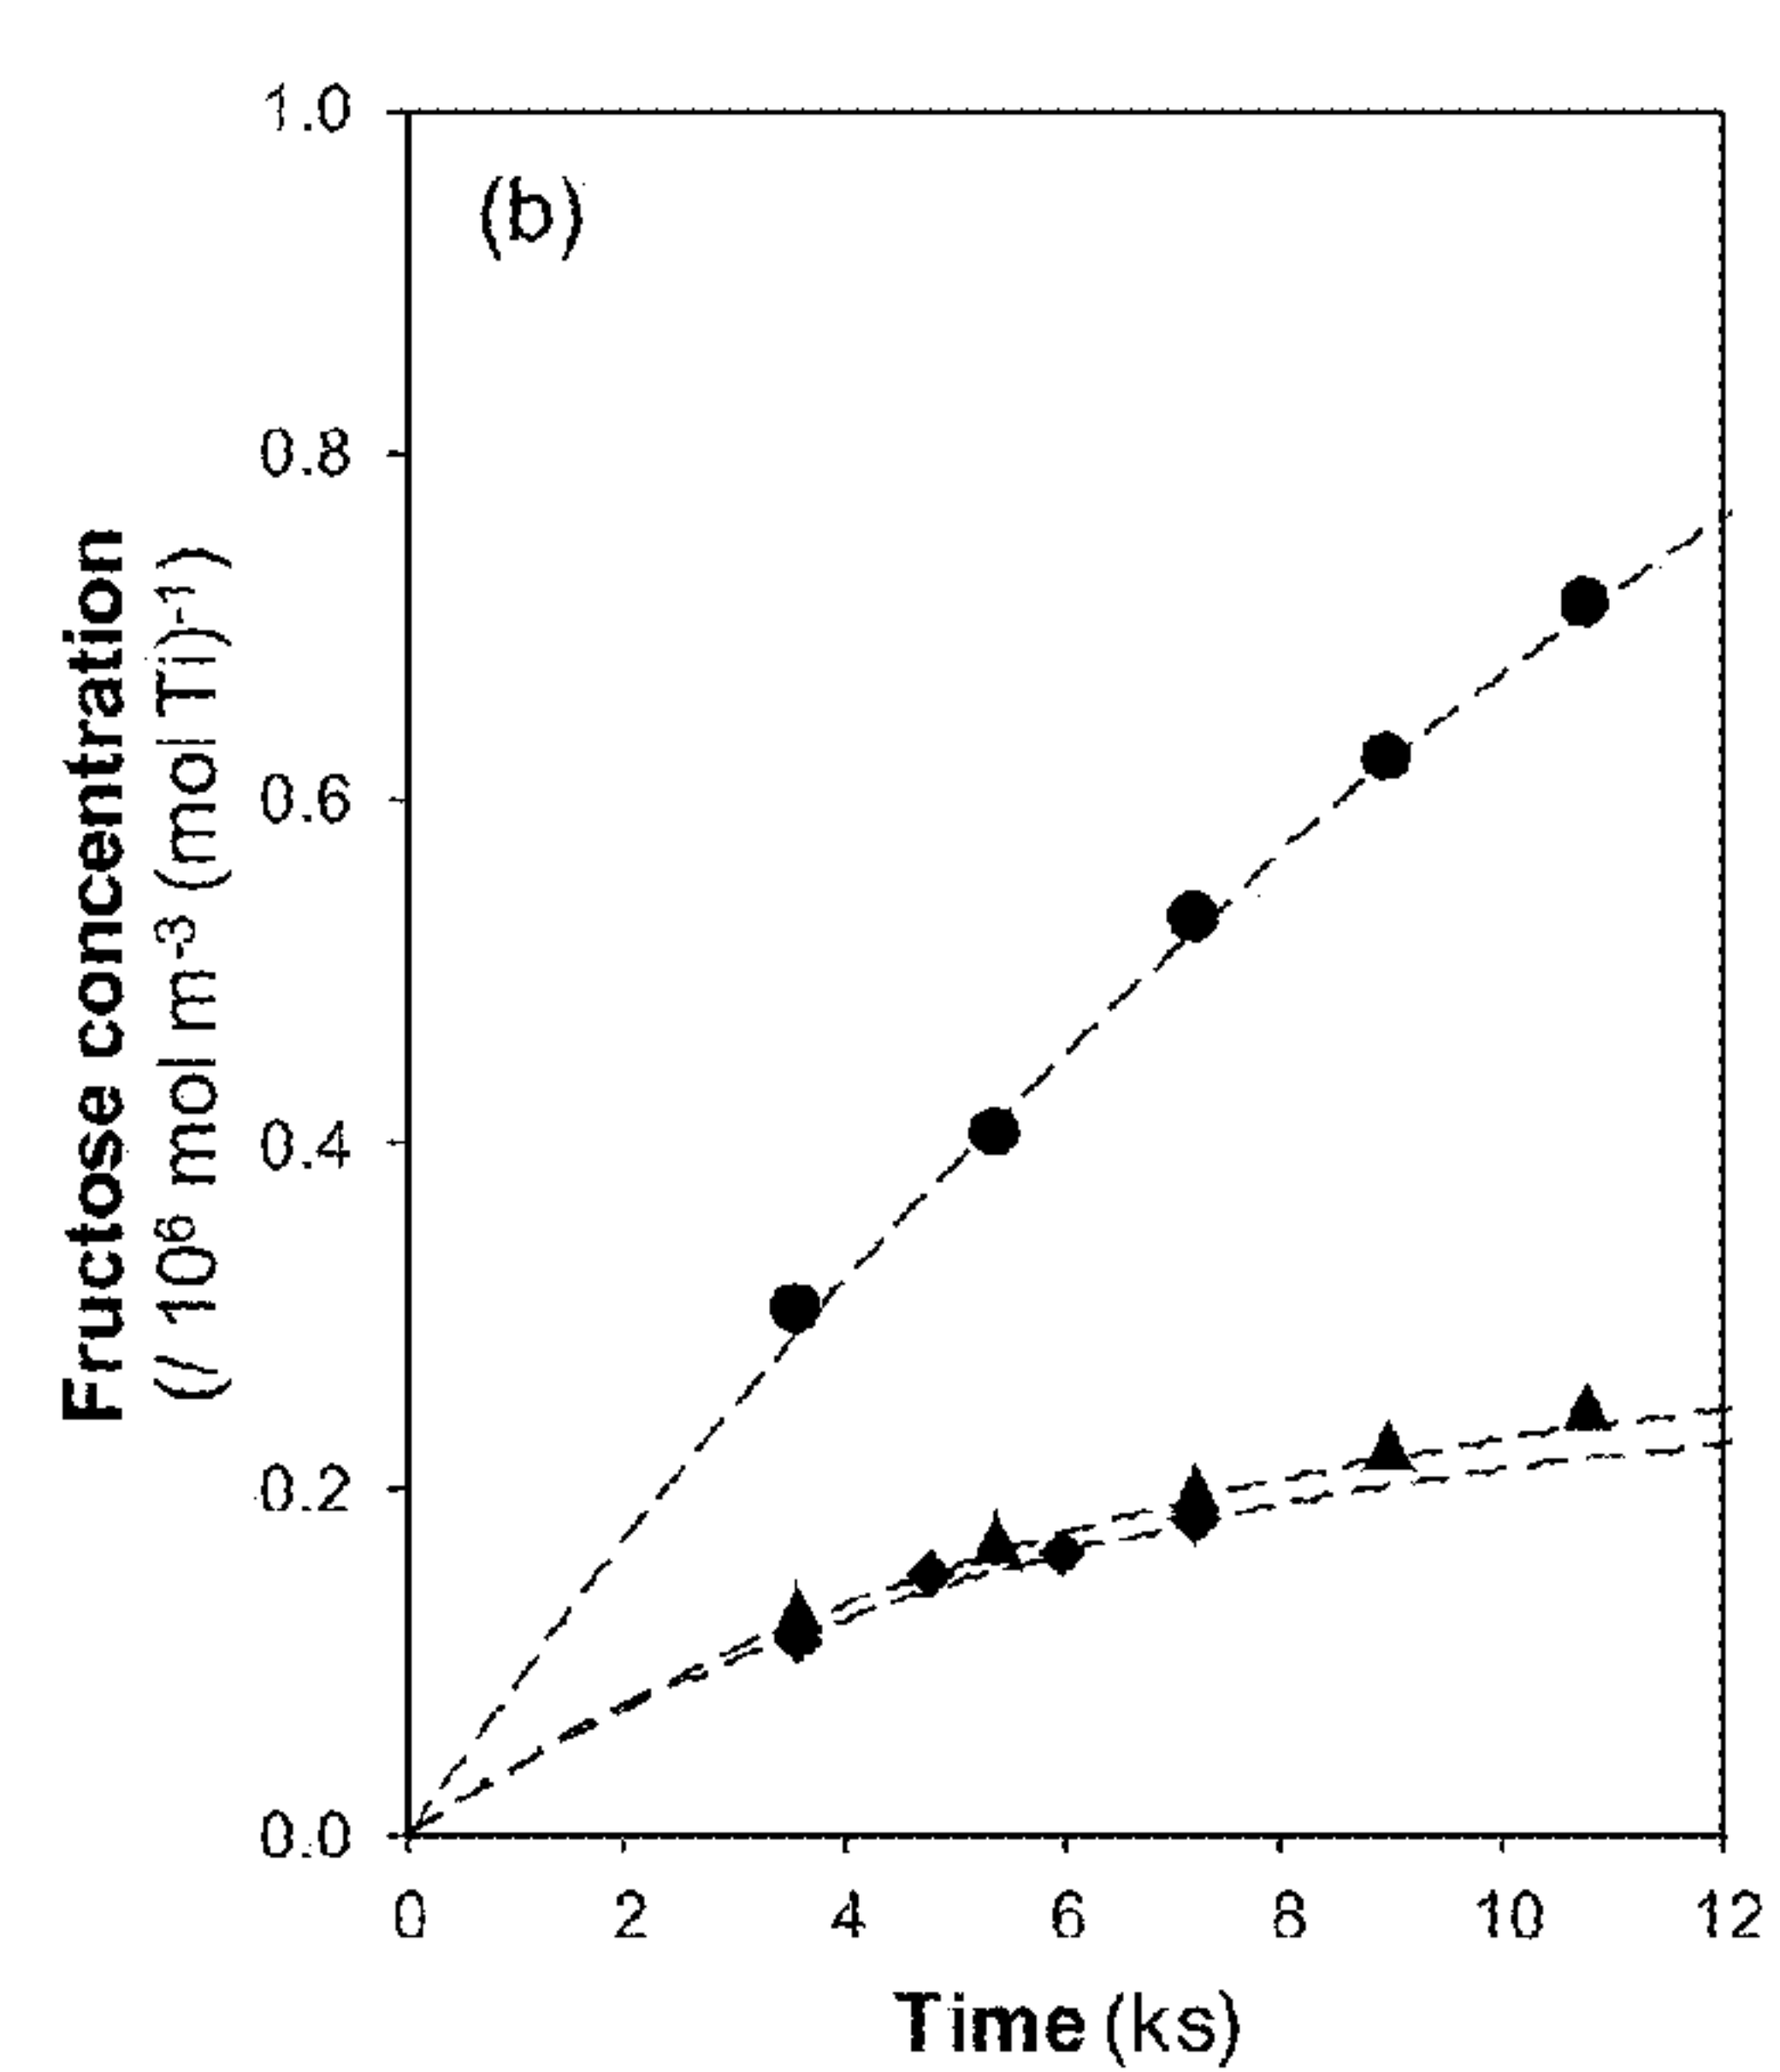 (b)
Fructose concentration
(/ 10⁶ mol m⁻³ (mol Ti)⁻¹)
1.0
0.8
0.6
0.4
0.2
0.0
0 2 4 6 8 10 12
Time (ks)